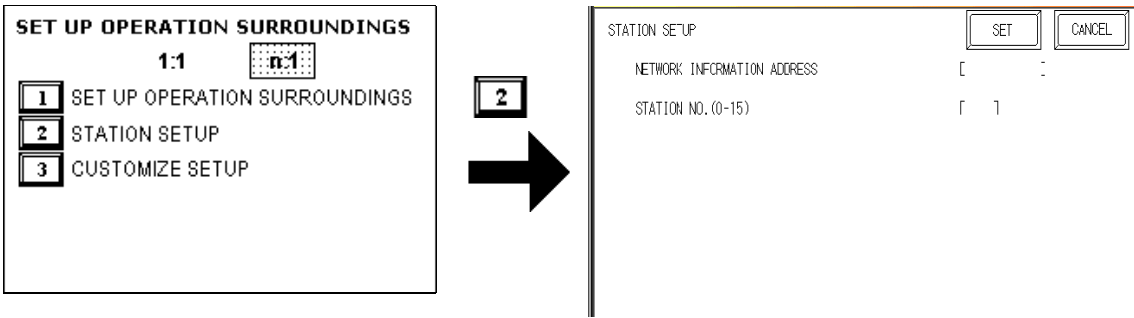 SET UP OPERATION SURROUNDINGS
1:1 n:1
1 SET UP OPERATION SURROUNDINGS
2 STATION SETUP
3 CUSTOMIZE SETUP
2
STATION SETUP SET CANCEL
NETWORK INFORMATION ADDRESS [ ]
STATION NO.(0-15) [ ]